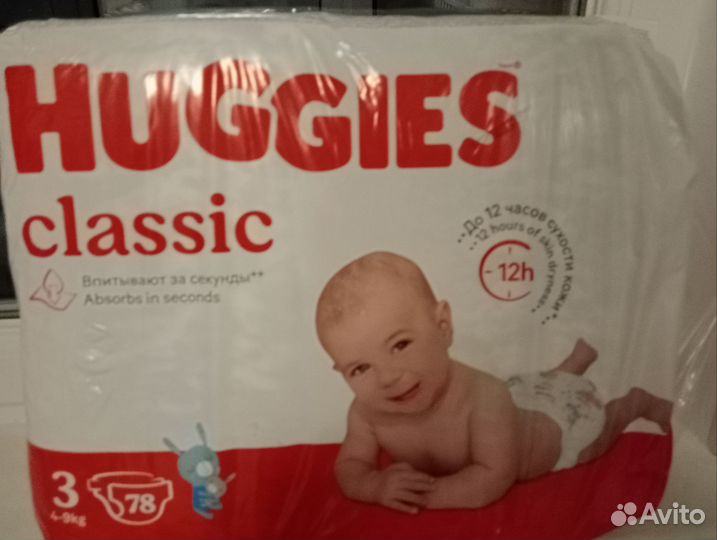 HUGGIES
classic
Впитывают за секунды**
Absorbs in seconds
До 12 часов сухости кожи*
12 hours of skin dryness*
12h
3
78
4-9kg
Avito